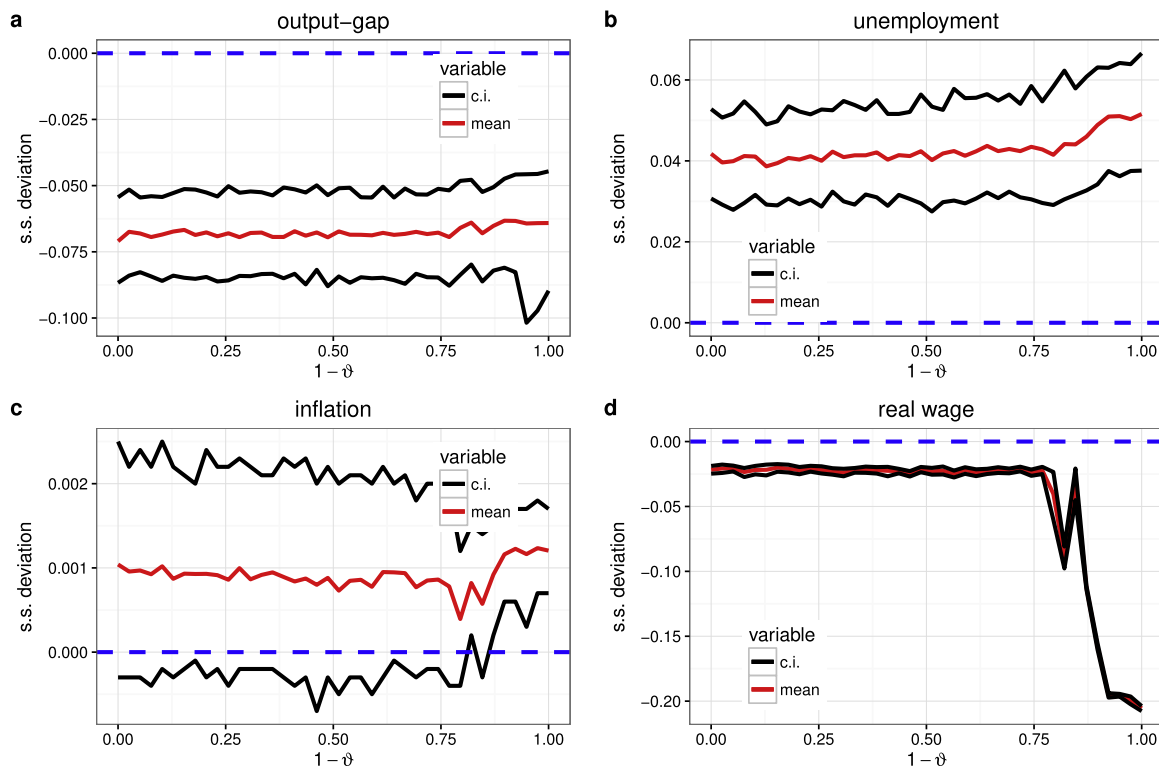 a
output−gap
0.000
−0.025
−0.050
−0.075
−0.100
s.s. deviation
variable
c.i.
mean
0.00 0.25 0.50 0.75 1.00
1 − ϑ
b
unemployment
0.06
0.04
0.02
0.00
s.s. deviation
variable
c.i.
mean
0.00 0.25 0.50 0.75 1.00
1 − ϑ
c
inflation
0.002
0.001
0.000
s.s. deviation
variable
c.i.
mean
0.00 0.25 0.50 0.75 1.00
1 − ϑ
d
real wage
0.00
−0.05
−0.10
−0.15
−0.20
s.s. deviation
variable
c.i.
mean
0.00 0.25 0.50 0.75 1.00
1 − ϑ